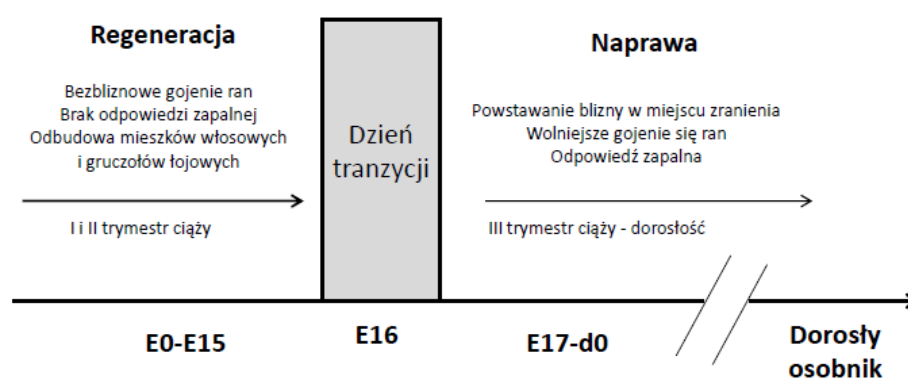 Regeneracja
Bezbliznowe gojenie ran
Brak odpowiedzi zapalnej
Odbudowa mieszków włosowych
i gruczołów łojowych
I i II trymestr ciąży
Dzień
tranzycji
Naprawa
Powstawanie blizny w miejscu zranienia
Wolniejsze gojenie się ran
Odpowiedź zapalna
III trymestr ciąży - dorosłość
E0-E15
E16
E17-d0
Dorosły
osobnik